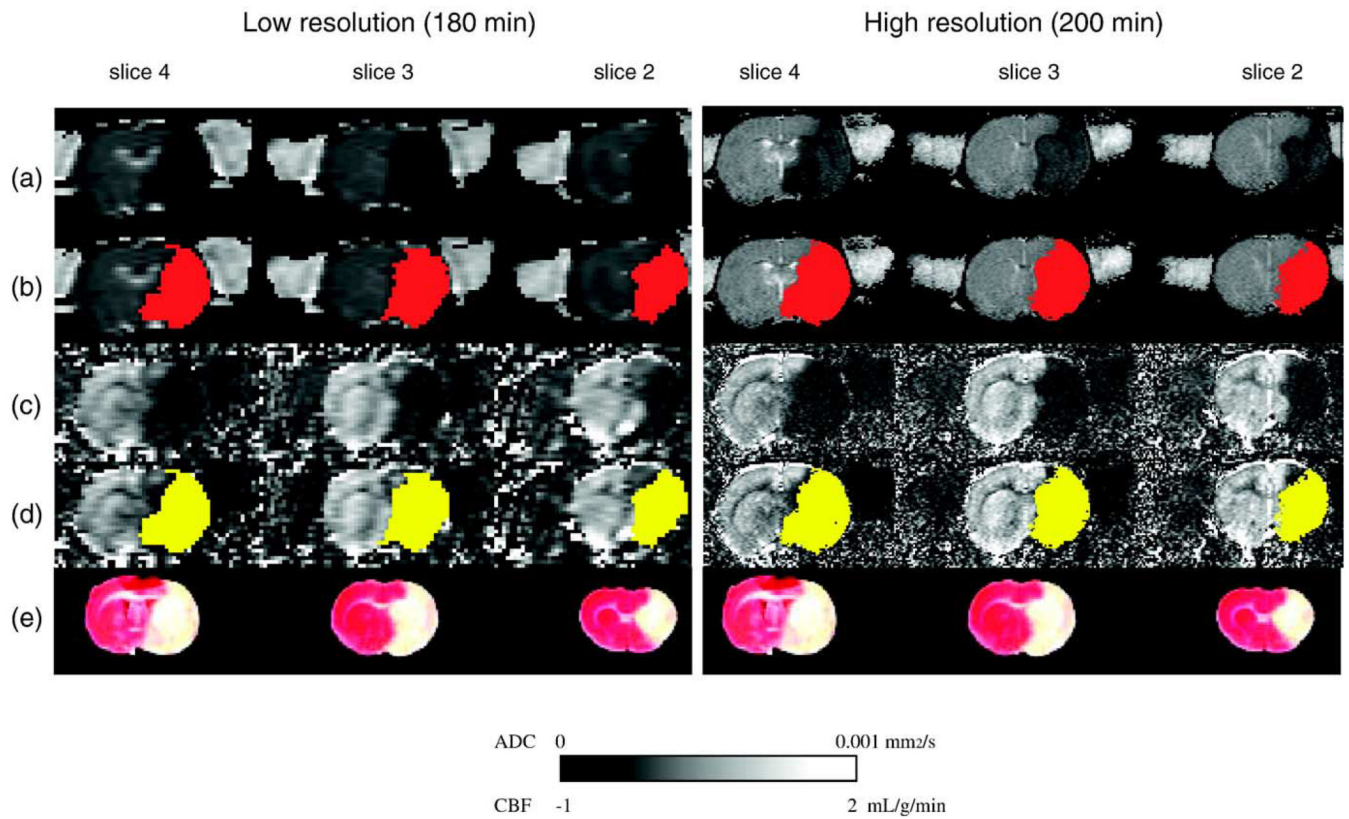 Low resolution (180 min) High resolution (200 min)
slice 4 slice 3 slice 2 slice 4 slice 3 slice 2
(a)
(b)
(c)
(d)
(e)
ADC 0 0.001 mm2/s
CBF -1 2 mL/g/min